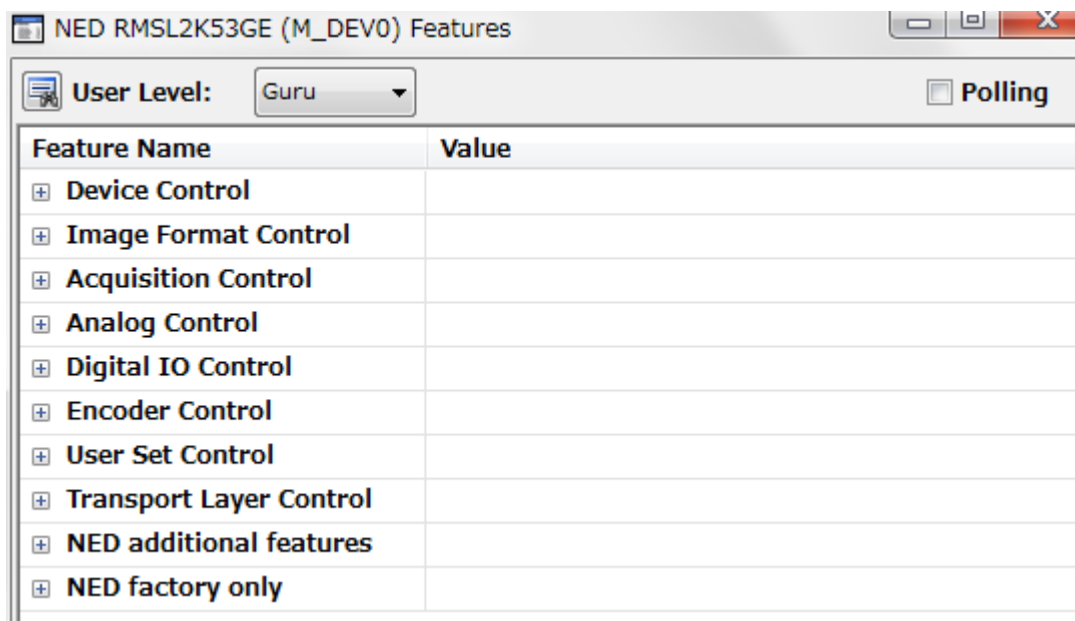 NED RMSL2K53GE (M_DEV0) Features
User Level: Guru Polling
Feature Name Value
Device Control
Image Format Control
Acquisition Control
Analog Control
Digital IO Control
Encoder Control
User Set Control
Transport Layer Control
NED additional features
NED factory only